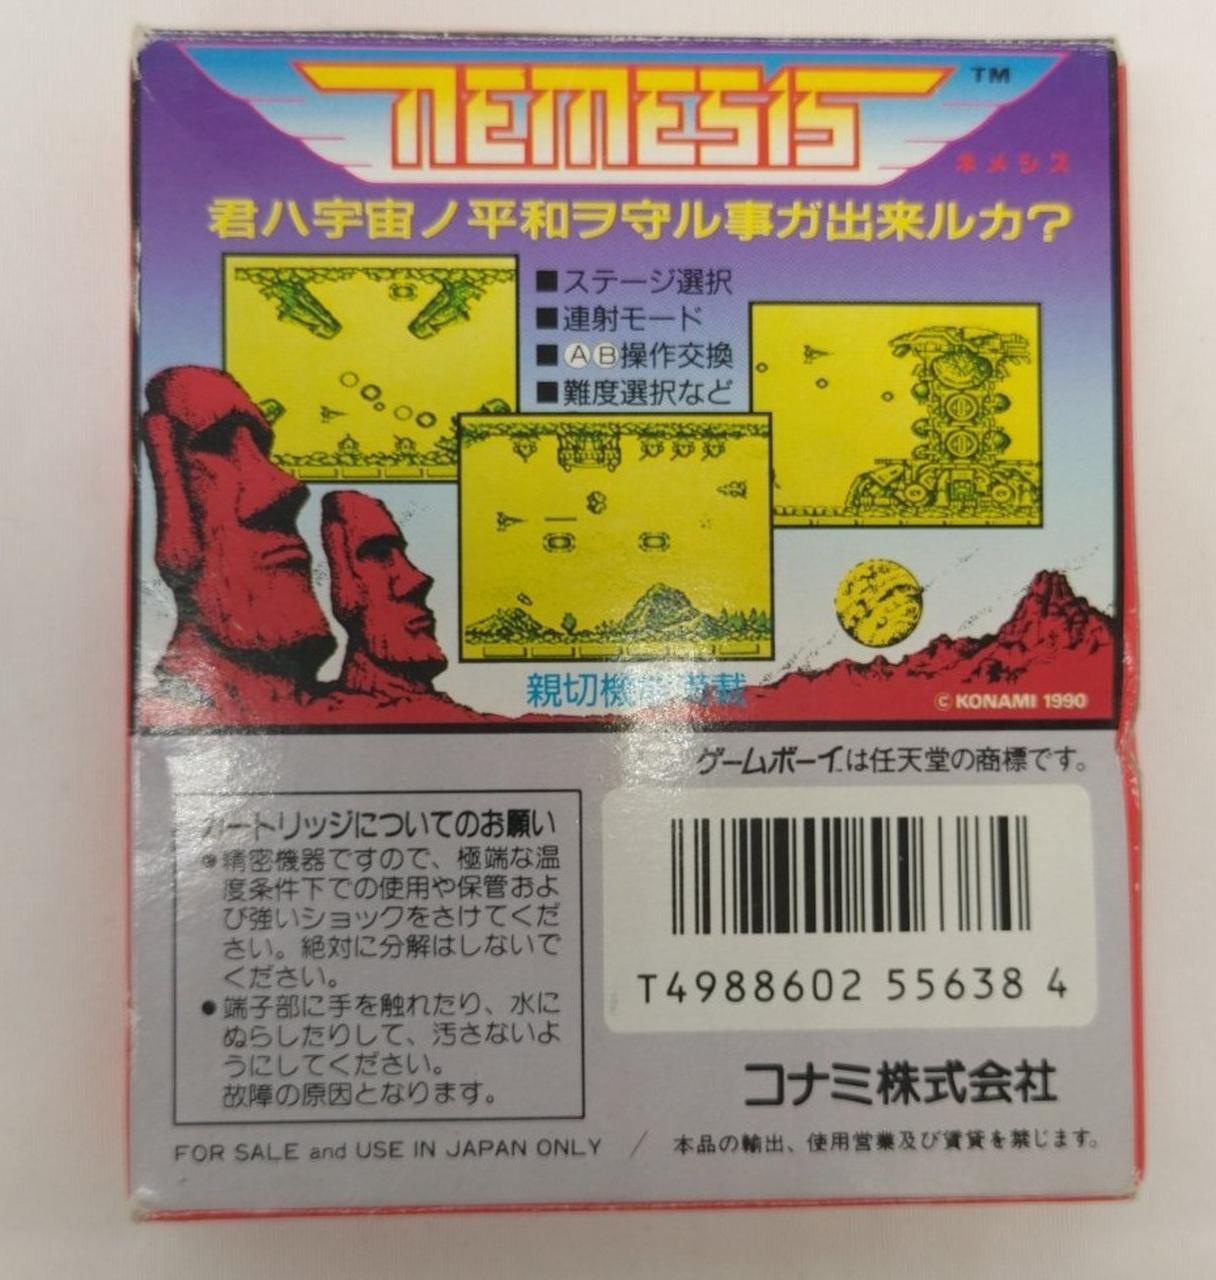 NEMESIS TM
ネメシス
君ハ宇宙ノ平和ヲ守ル事ガ出来ルカ?
■ステージ選択
■連射モード
■ⒶⒷ操作交換
■難度選択など
親切機能搭載
© KONAMI 1990
ゲームボーイは任天堂の商標です。
カートリッジについてのお願い
●精密機器ですので、極端な温
度条件下での使用や保管およ
び強いショックをさけてくだ
さい。絶対に分解はしないで
ください。
●端子部に手を触れたり、水に
ぬらしたりして、汚さないよ
うにしてください。
故障の原因となります。
T4988602 55638 4
コナミ株式会社
FOR SALE and USE IN JAPAN ONLY / 本品の輸出、使用営業及び賃貸を禁じます。